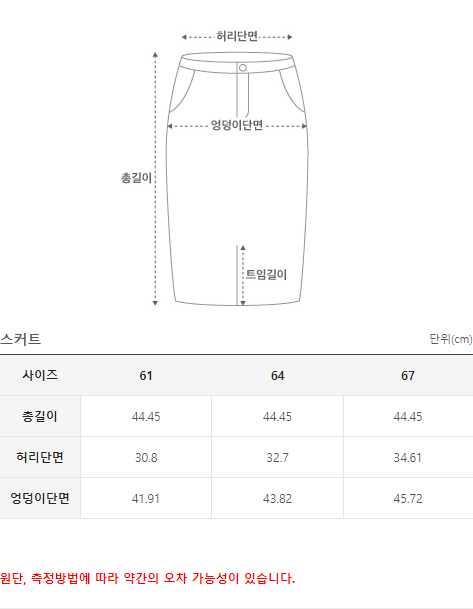 허리단면
엉덩이단면
총길이
트임길이
스커트 단위(cm)
사이즈 61 64 67
총길이 44.45 44.45 44.45
허리단면 30.8 32.7 34.61
엉덩이단면 41.91 43.82 45.72
원단, 측정방법에 따라 약간의 오차 가능성이 있습니다.